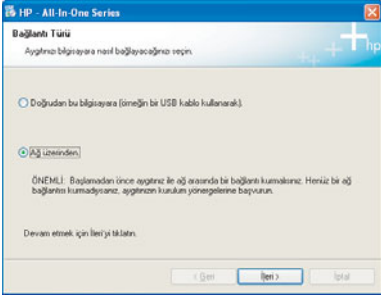 HP - All-In-One Series
Bağlantı Türü
Aygıtınızı bilgisayara nasıl bağlayacağınızı seçin.
hp
Doğrudan bu bilgisayara (örneğin bir USB kablo kullanarak).
Ağ üzerinden.
ÖNEMLİ: Başlamadan önce aygıtınız ile ağ arasında bir bağlantı kurmalısınız. Henüz bir ağ
bağlantısı kurmadıysanız, aygıtınızın kurulum yönergelerine başvurun.
Devam etmek için İleri'yi tıklatın.
< Geri
İleri >
İptal